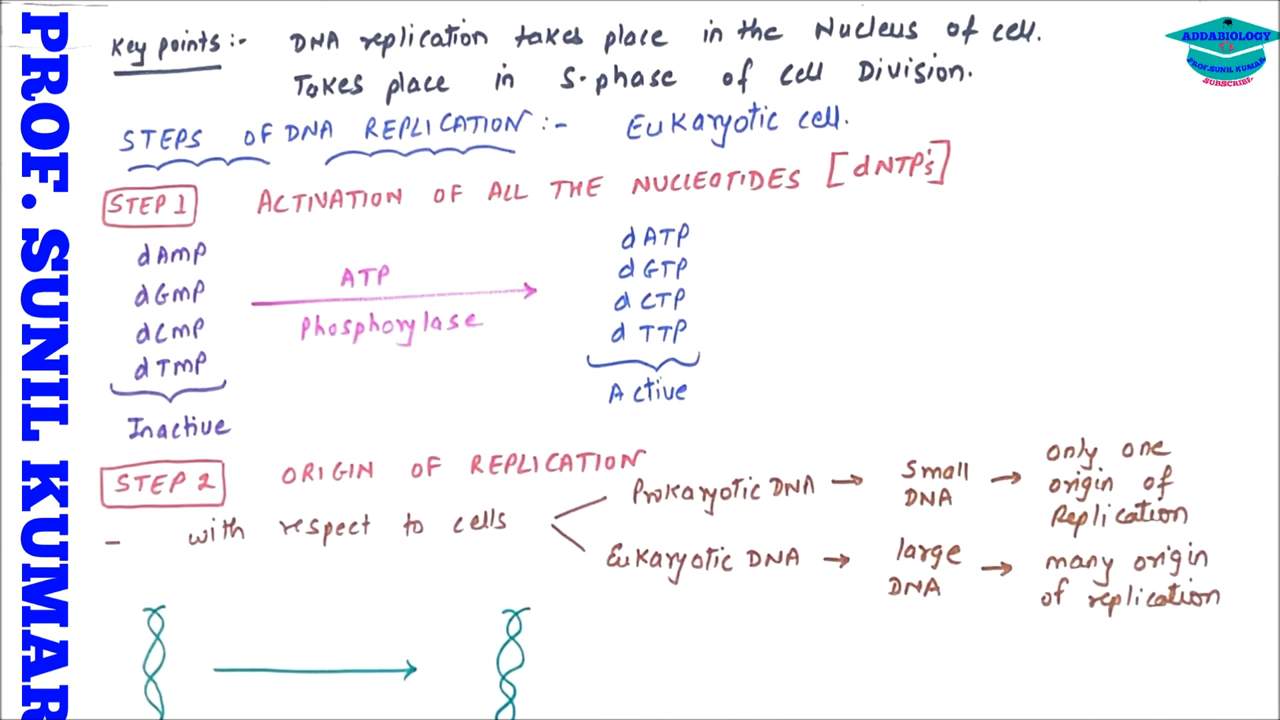 PROF. SUNIL KUMAR
ADDABIOLOGY
PROF.SUNIL KUMAR
SUBSCRIBE
Key points :- DNA replication takes place in the Nucleus of cell.
Takes place in S-phase of cell Division.
STEPS OF DNA REPLICATION :- Eukaryotic cell.
STEP 1 ACTIVATION OF ALL THE NUCLEOTIDES [dNTP's]
dAMP
dGMP
dCMP
dTMP
Inactive
ATP
Phosphorylase
dATP
dGTP
dCTP
dTTP
Active
STEP 2 ORIGIN OF REPLICATION
- with respect to cells
Prokaryotic DNA → Small DNA → only one origin of Replication
Eukaryotic DNA → large DNA → many origin of replication